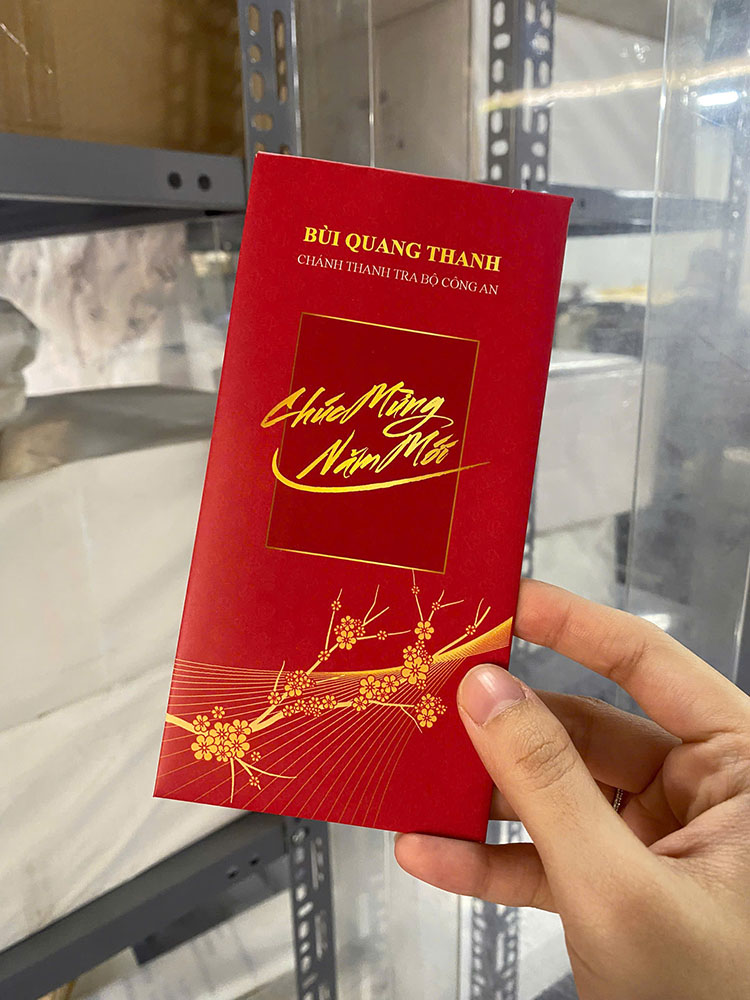 BÙI QUANG THANH
CHÁNH THANH TRA BỘ CÔNG AN
Chúc Mừng
Năm Mới